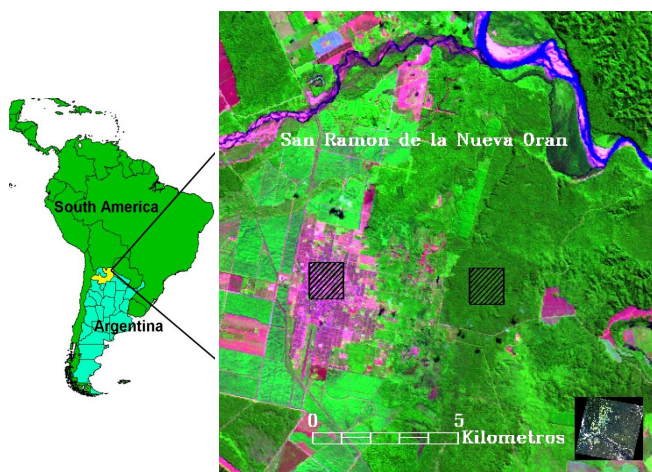 San Ramon de la Nueva Oran
South America
Argentina
0 5
Kilometros